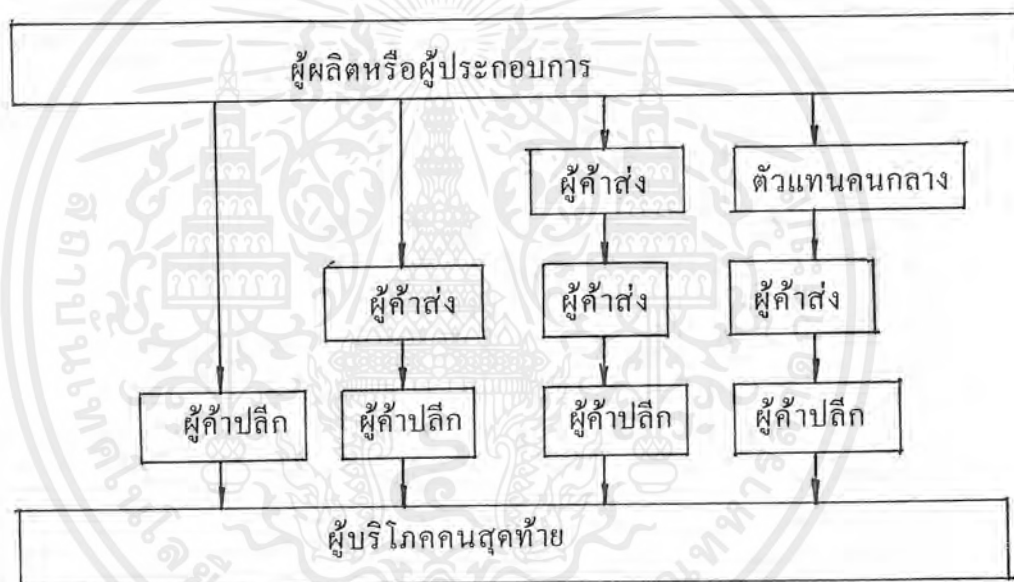 ผู้ผลิตหรือผู้ประกอบการ
ผู้ค้าส่ง ตัวแทนคนกลาง
ผู้ค้าส่ง ผู้ค้าส่ง ผู้ค้าส่ง
ผู้ค้าปลีก ผู้ค้าปลีก ผู้ค้าปลีก ผู้ค้าปลีก
ผู้บริโภคคนสุดท้าย